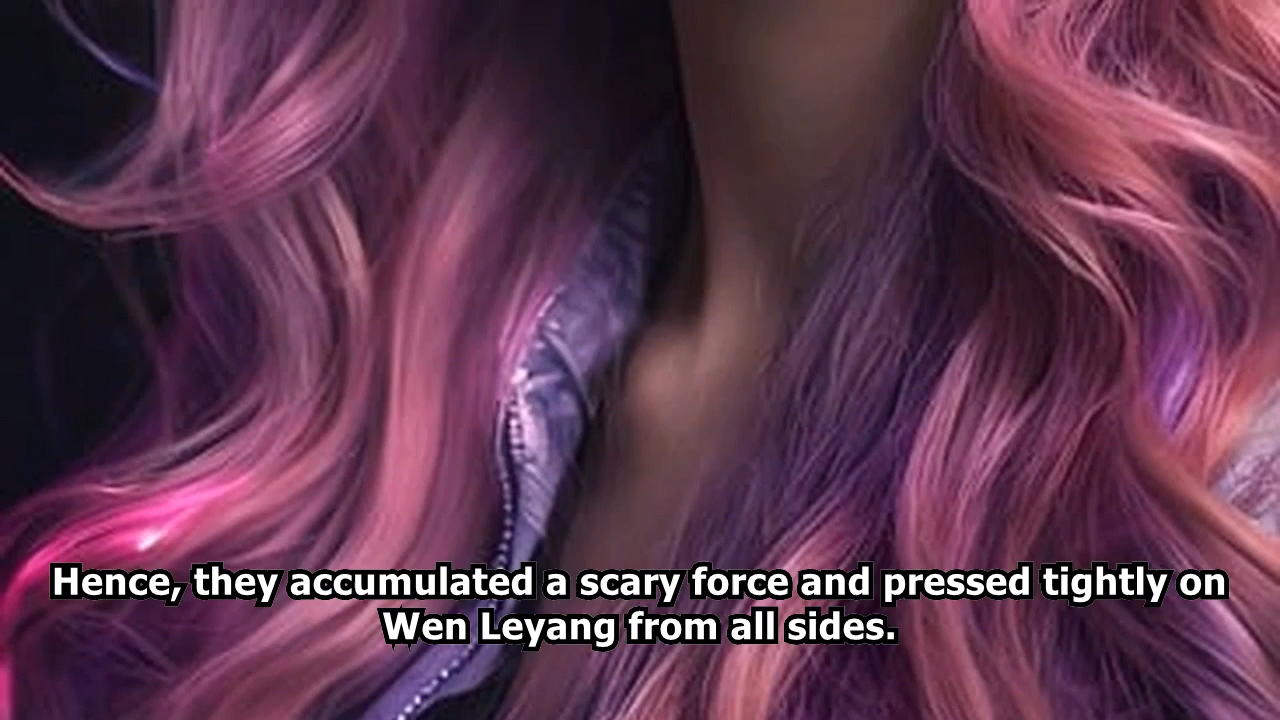 Hence, they accumulated a scary force and pressed tightly on
Wen Leyang from all sides.